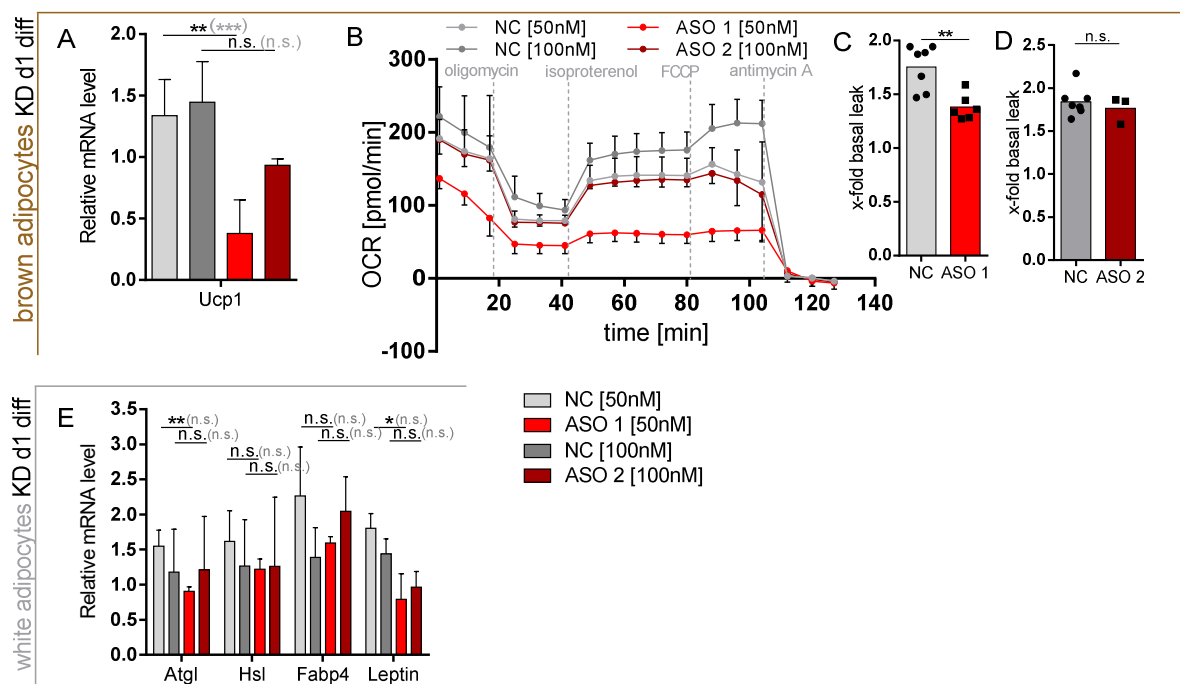 brown adipocytes KD d1 diff
A
** (***)
n.s. (n.s.)
Relative mRNA level
2.0
1.5
1.0
0.5
0.0
Ucp1
B
NC [50nM]
ASO 1 [50nM]
NC [100nM]
ASO 2 [100nM]
oligomycin
isoproterenol
FCCP
antimycin A
OCR [pmol/min]
300
200
100
0
-100
20 40 60 80 100 120 140
time [min]
C
**
x-fold basal leak
2.0
1.5
1.0
0.5
0.0
NC ASO 1
D
n.s.
x-fold basal leak
2.5
2.0
1.5
1.0
0.5
0.0
NC ASO 2
white adipocytes KD d1 diff
E
**(n.s.)
n.s.(n.s.)
n.s.(n.s.)
n.s.(n.s.)
n.s.(n.s.)
n.s.(n.s.)
*(n.s.)
n.s.(n.s.)
Relative mRNA level
3.5
3.0
2.5
2.0
1.5
1.0
0.5
0.0
Atgl Hsl Fabp4 Leptin
NC [50nM]
ASO 1 [50nM]
NC [100nM]
ASO 2 [100nM]